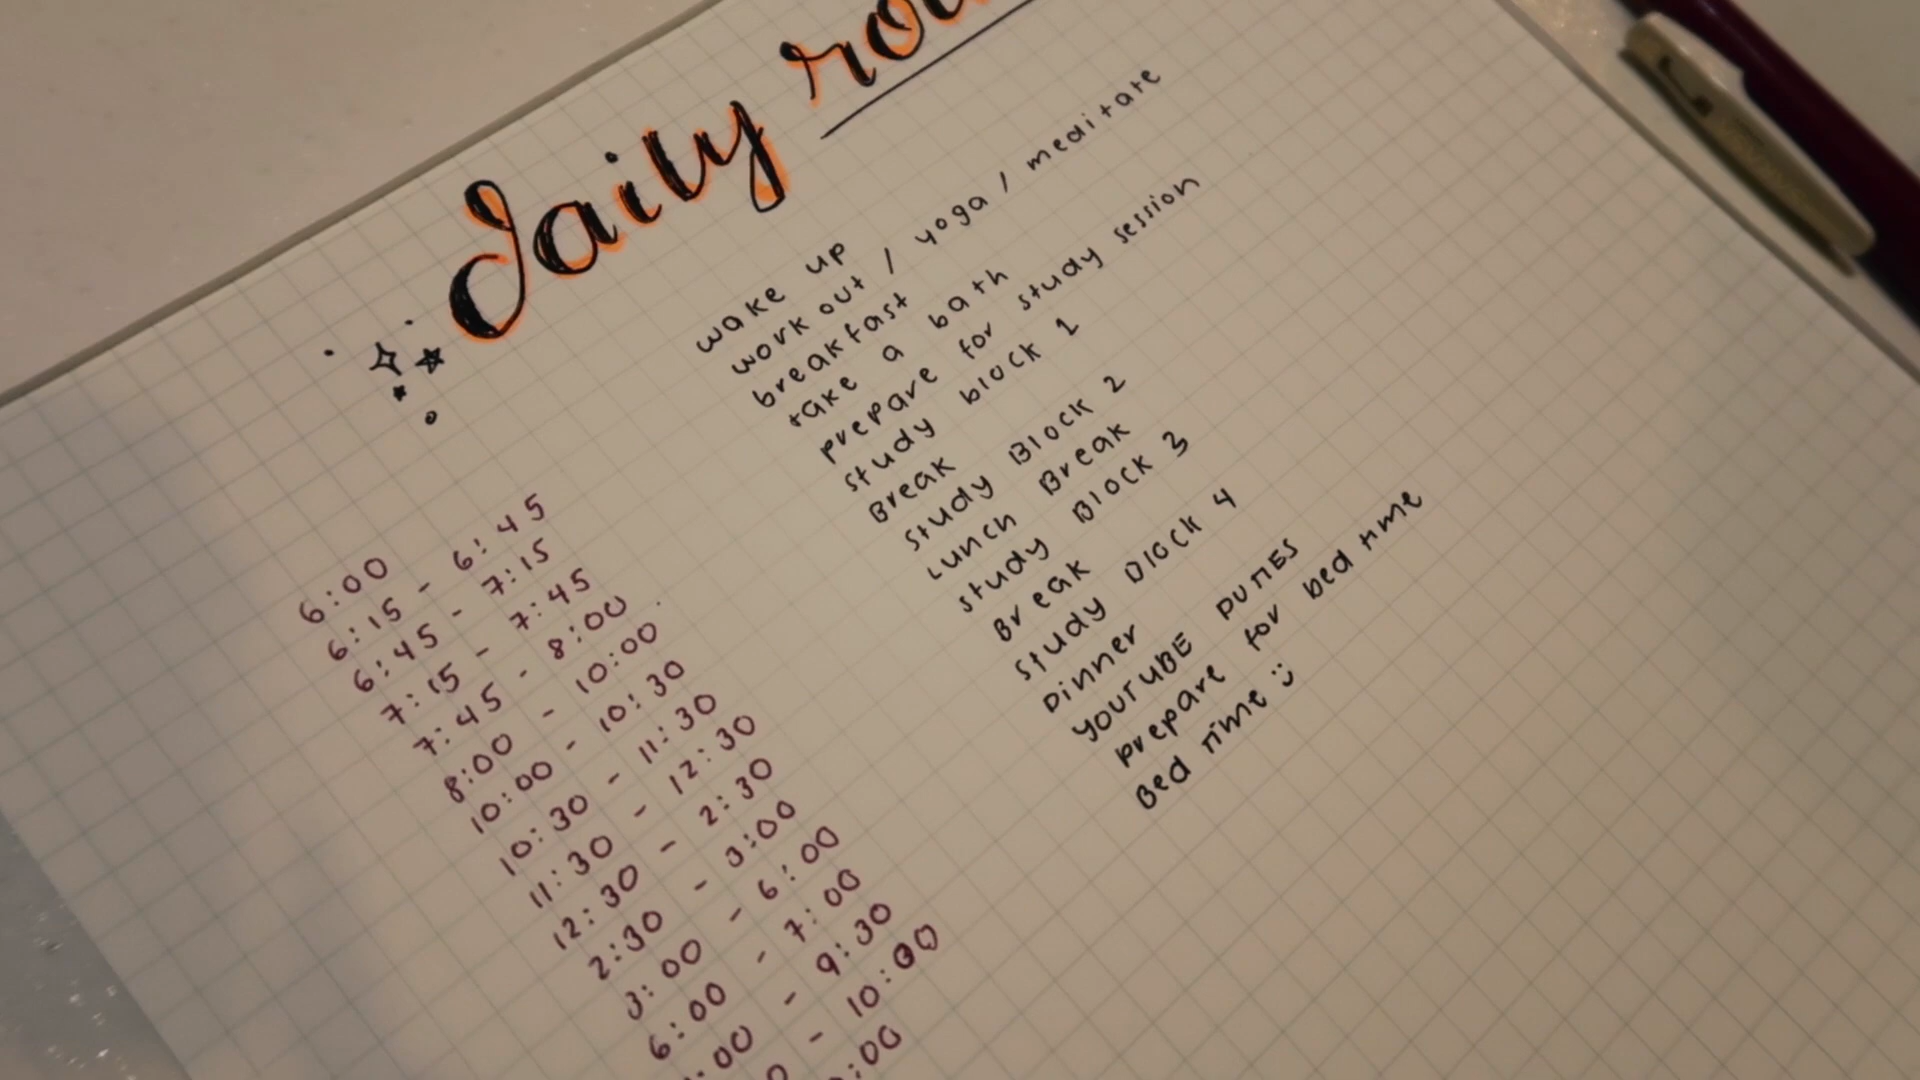 daily
6:00 wake up
6:15 - 6:45 work out / yoga / meditate
6:45 - 7:15 breakfast
7:15 - 7:45 take a bath
7:45 - 8:00 prepare for study session
8:00 - 10:00 study block 1
10:00 - 10:30 Break
10:30 - 11:30 study Block 2
11:30 - 12:30 Lunch Break
12:30 - 2:30 study Block 3
2:30 - 3:00 Break
3:00 - 6:00 study Block 4
6:00 - 7:00 Dinner
- 9:30 YOUTUBE DUTIES
- 10:00 prepare for bed time
Bed Time :)